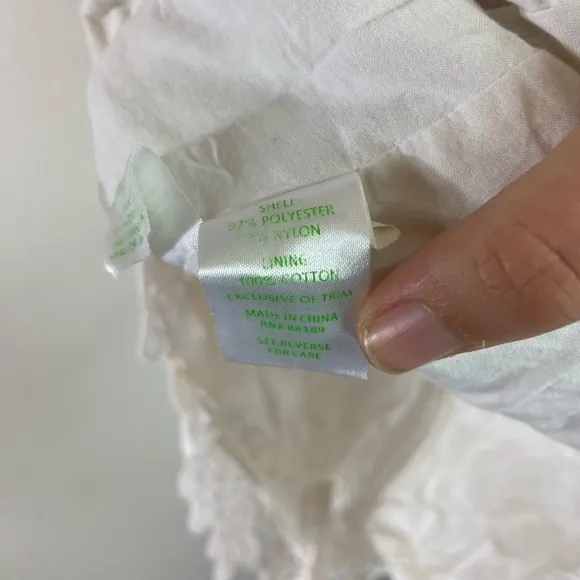 SHELL
97% POLYESTER
3% NYLON
LINING
100% COTTON
EXCLUSIVE OF TRIM
MADE IN CHINA
RN# 88189
SEE REVERSE
FOR CARE